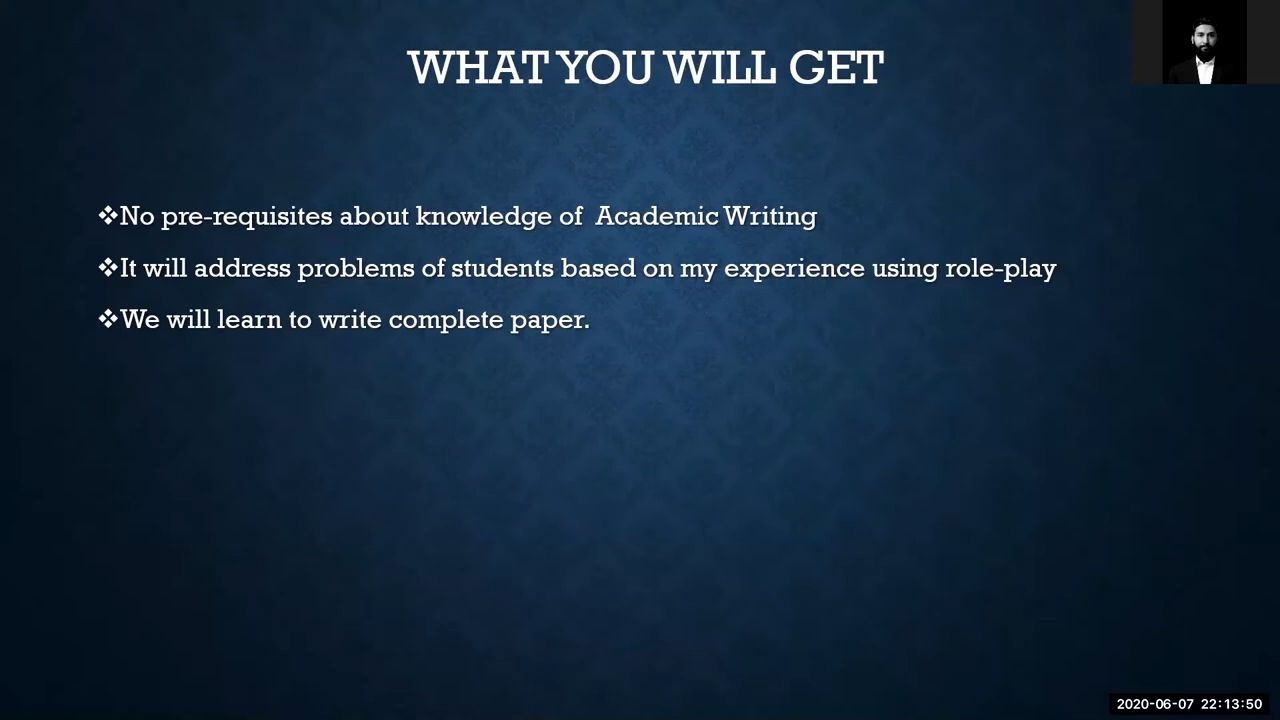 WHAT YOU WILL GET
❖No pre-requisites about knowledge of  Academic Writing
❖It will address problems of students based on my experience using role-play
❖We will learn to write complete paper.
2020-06-07 22:13:50